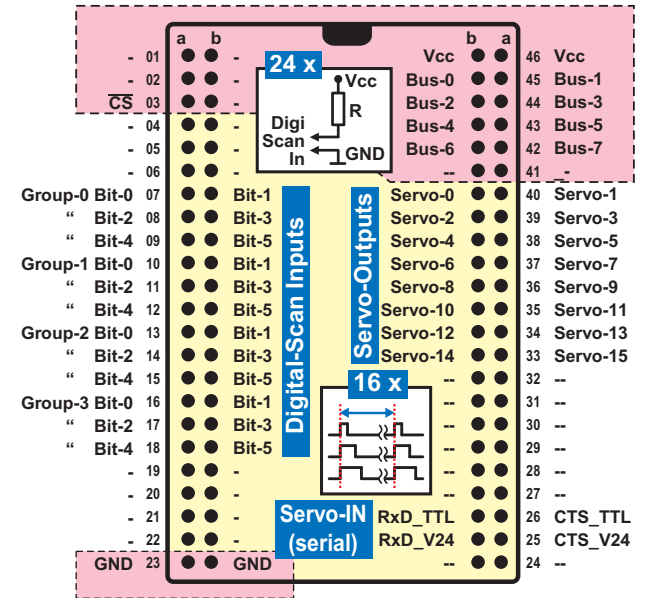 a b b a
- 01 - Vcc 46 Vcc
- 02 - 24 x Bus-0 45 Bus-1
CS 03 - Vcc Bus-2 44 Bus-3
- 04 - R Bus-4 43 Bus-5
- 05 - Digi Scan In GND Bus-6 42 Bus-7
- 06 - -- 41 _-
Group-0 Bit-0 07 Bit-1 Servo-0 40 Servo-1
“ Bit-2 08 Bit-3 Servo-2 39 Servo-3
“ Bit-4 09 Bit-5 Servo-4 38 Servo-5
Group-1 Bit-0 10 Bit-1 Servo-6 37 Servo-7
“ Bit-2 11 Bit-3 Servo-8 36 Servo-9
“ Bit-4 12 Bit-5 Servo-10 35 Servo-11
Group-2 Bit-0 13 Bit-1 Servo-12 34 Servo-13
“ Bit-2 14 Bit-3 Servo-14 33 Servo-15
“ Bit-4 15 Bit-5 -- 32 --
Group-3 Bit-0 16 Bit-1 -- 31 --
“ Bit-2 17 Bit-3 -- 30 --
“ Bit-4 18 Bit-5 -- 29 --
- 19 - -- 28 --
- 20 - -- 27 --
- 21 - RxD_TTL 26 CTS_TTL
- 22 - RxD_V24 25 CTS_V24
GND 23 GND -- 24 --
Digital-Scan Inputs
Servo-Outputs
16 x
Servo-IN
(serial)